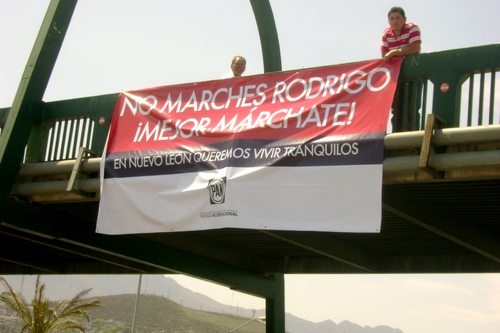 NO MARCHES RODRIGO
¡MEJOR MÁRCHATE!
EN NUEVO LEÓN QUEREMOS VIVIR TRANQUILOS
PAN